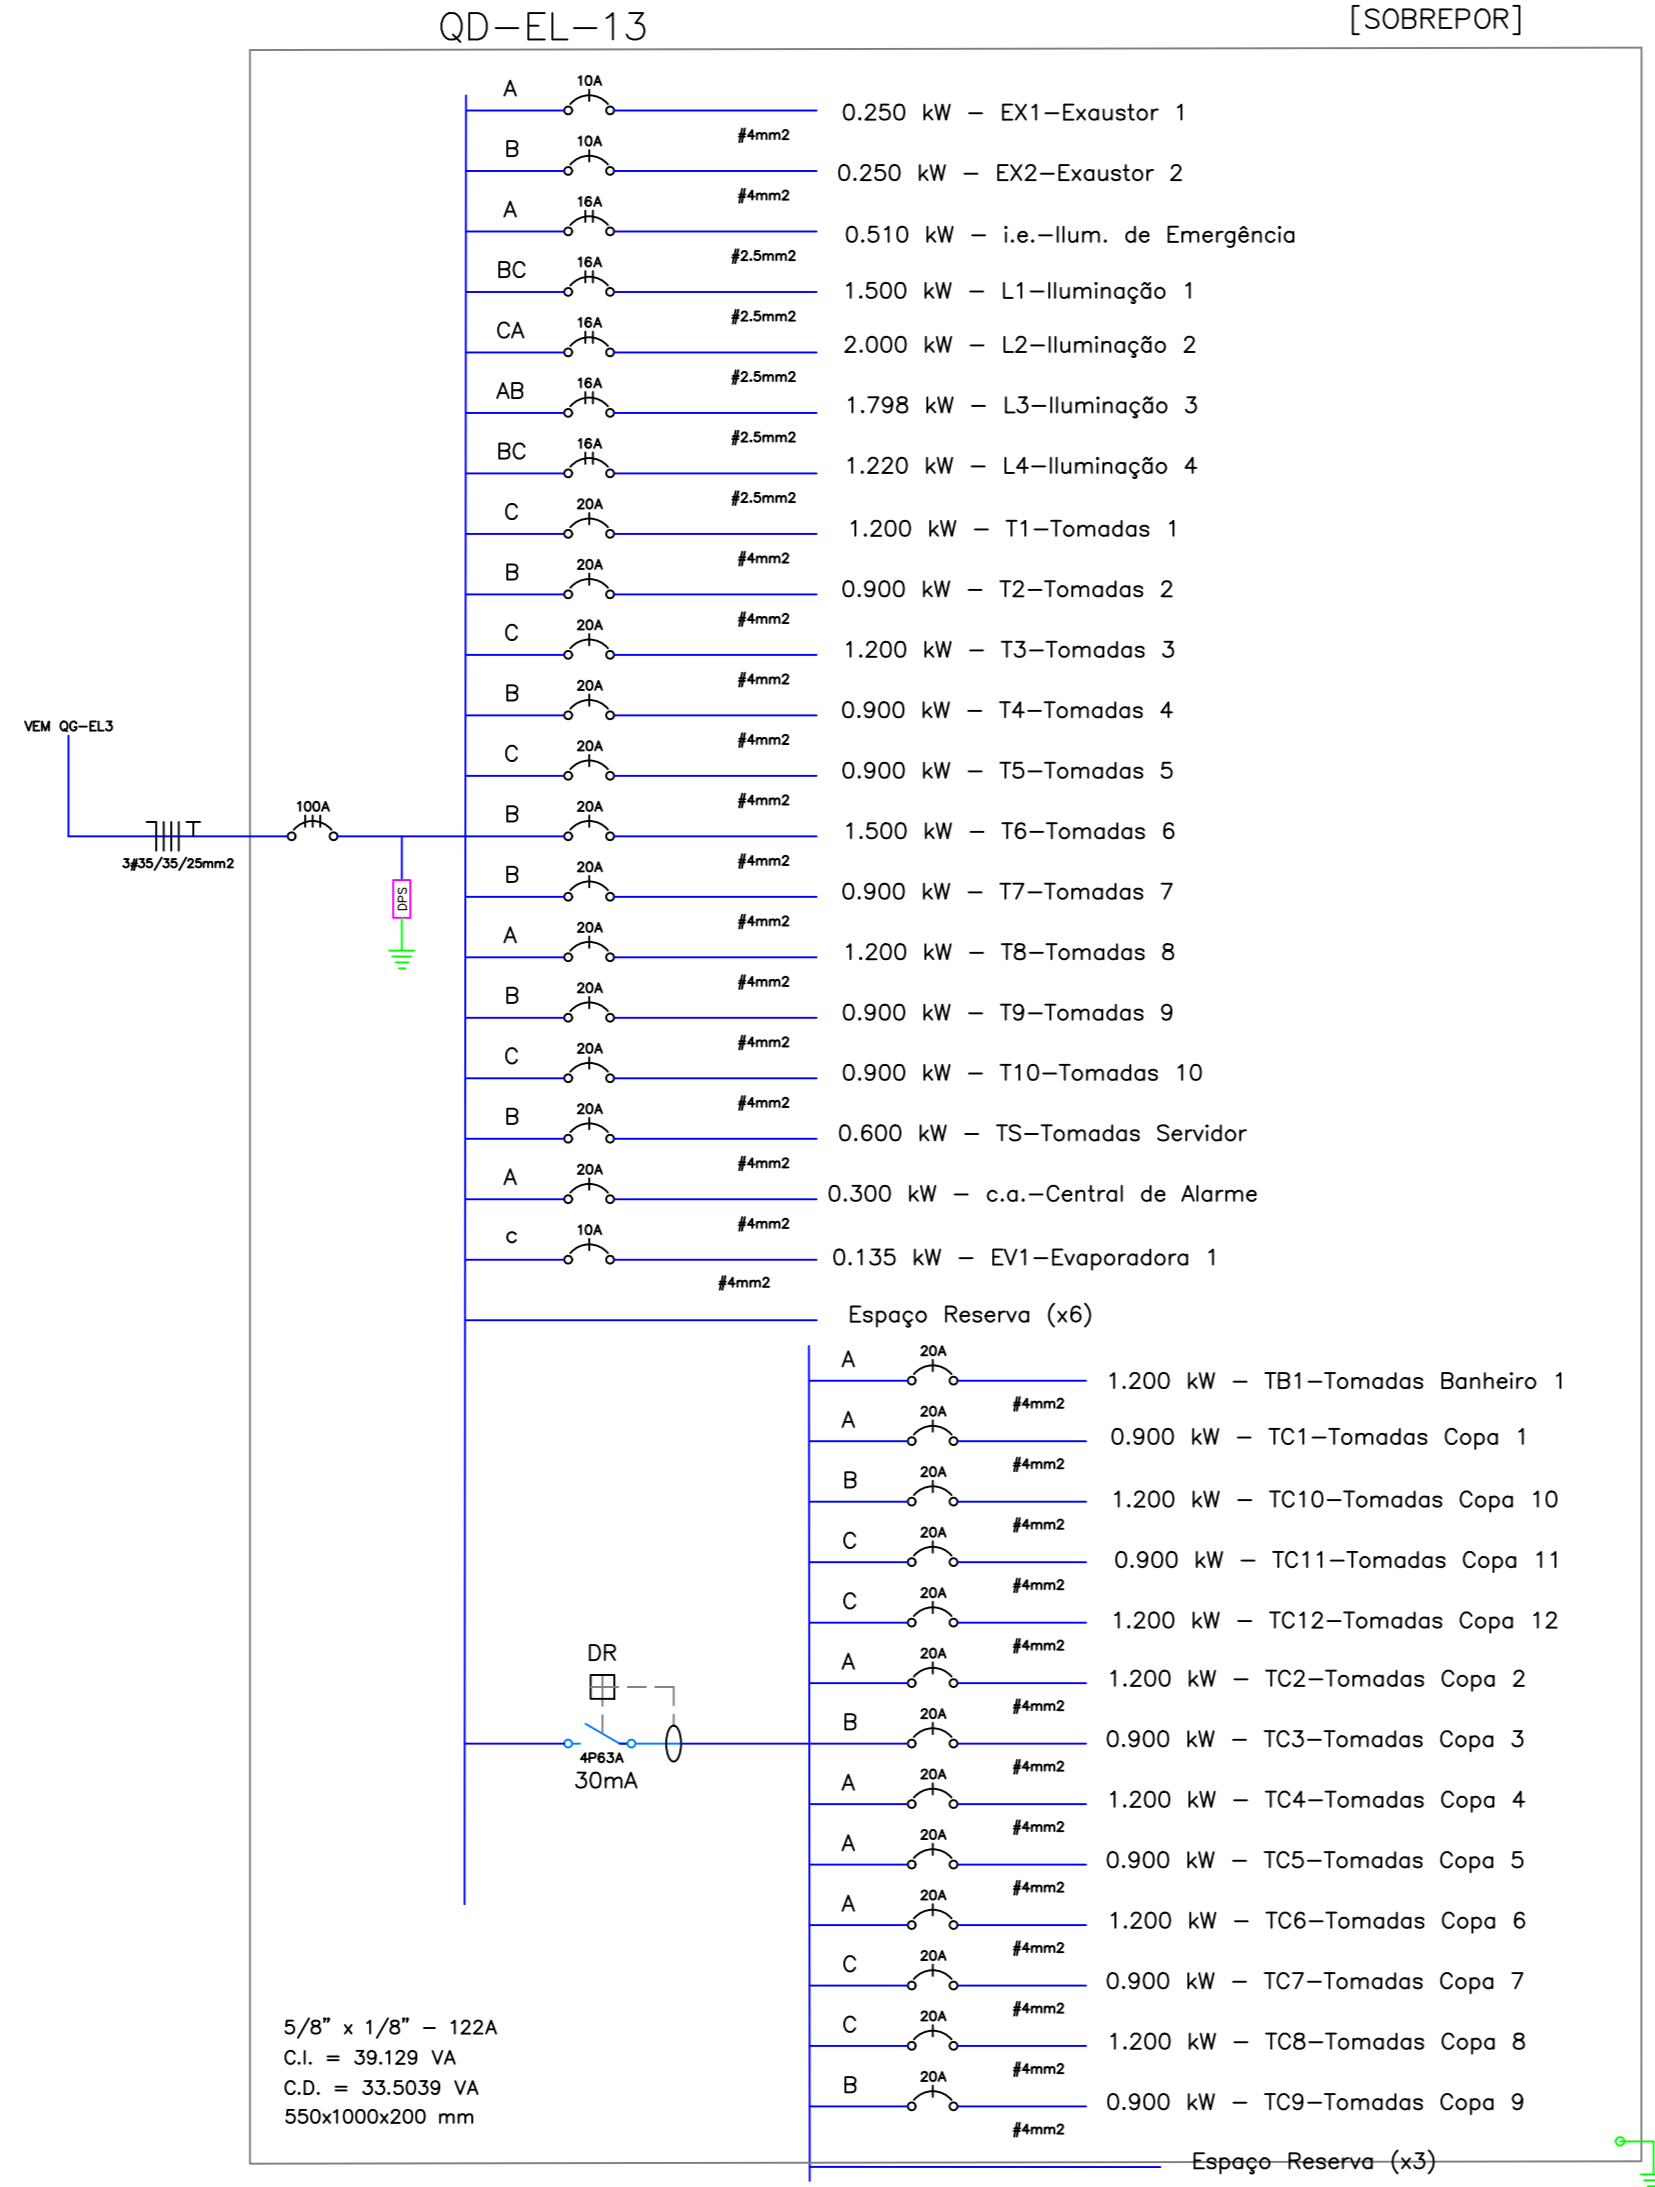 QD-EL-13
[SOBREPOR]
A 10A #4mm2 0.250 kW - EX1-Exaustor 1
B 10A #4mm2 0.250 kW - EX2-Exaustor 2
A 16A #2.5mm2 0.510 kW - i.e.-Ilum. de Emergência
BC 16A #2.5mm2 1.500 kW - L1-Iluminação 1
CA 16A #2.5mm2 2.000 kW - L2-Iluminação 2
AB 16A #2.5mm2 1.798 kW - L3-Iluminação 3
BC 16A #2.5mm2 1.220 kW - L4-Iluminação 4
C 20A #4mm2 1.200 kW - T1-Tomadas 1
B 20A #4mm2 0.900 kW - T2-Tomadas 2
C 20A #4mm2 1.200 kW - T3-Tomadas 3
B 20A #4mm2 0.900 kW - T4-Tomadas 4
C 20A #4mm2 0.900 kW - T5-Tomadas 5
VEM QG-EL3
3#35/35/25mm2
100A
DPS
B 20A #4mm2 1.500 kW - T6-Tomadas 6
B 20A #4mm2 0.900 kW - T7-Tomadas 7
A 20A #4mm2 1.200 kW - T8-Tomadas 8
B 20A #4mm2 0.900 kW - T9-Tomadas 9
C 20A #4mm2 0.900 kW - T10-Tomadas 10
B 20A #4mm2 0.600 kW - TS-Tomadas Servidor
A 20A #4mm2 0.300 kW - c.a.-Central de Alarme
c 10A #4mm2 0.135 kW - EV1-Evaporadora 1
Espaço Reserva (x6)
A 20A #4mm2 1.200 kW - TB1-Tomadas Banheiro 1
A 20A #4mm2 0.900 kW - TC1-Tomadas Copa 1
B 20A #4mm2 1.200 kW - TC10-Tomadas Copa 10
C 20A #4mm2 0.900 kW - TC11-Tomadas Copa 11
C 20A #4mm2 1.200 kW - TC12-Tomadas Copa 12
A 20A #4mm2 1.200 kW - TC2-Tomadas Copa 2
DR
4P63A
30mA
B 20A #4mm2 0.900 kW - TC3-Tomadas Copa 3
A 20A #4mm2 1.200 kW - TC4-Tomadas Copa 4
A 20A #4mm2 0.900 kW - TC5-Tomadas Copa 5
A 20A #4mm2 1.200 kW - TC6-Tomadas Copa 6
C 20A #4mm2 0.900 kW - TC7-Tomadas Copa 7
C 20A #4mm2 1.200 kW - TC8-Tomadas Copa 8
B 20A #4mm2 0.900 kW - TC9-Tomadas Copa 9
Espaço Reserva (x3)
5/8" x 1/8" - 122A
C.I. = 39.129 VA
C.D. = 33.5039 VA
550x1000x200 mm